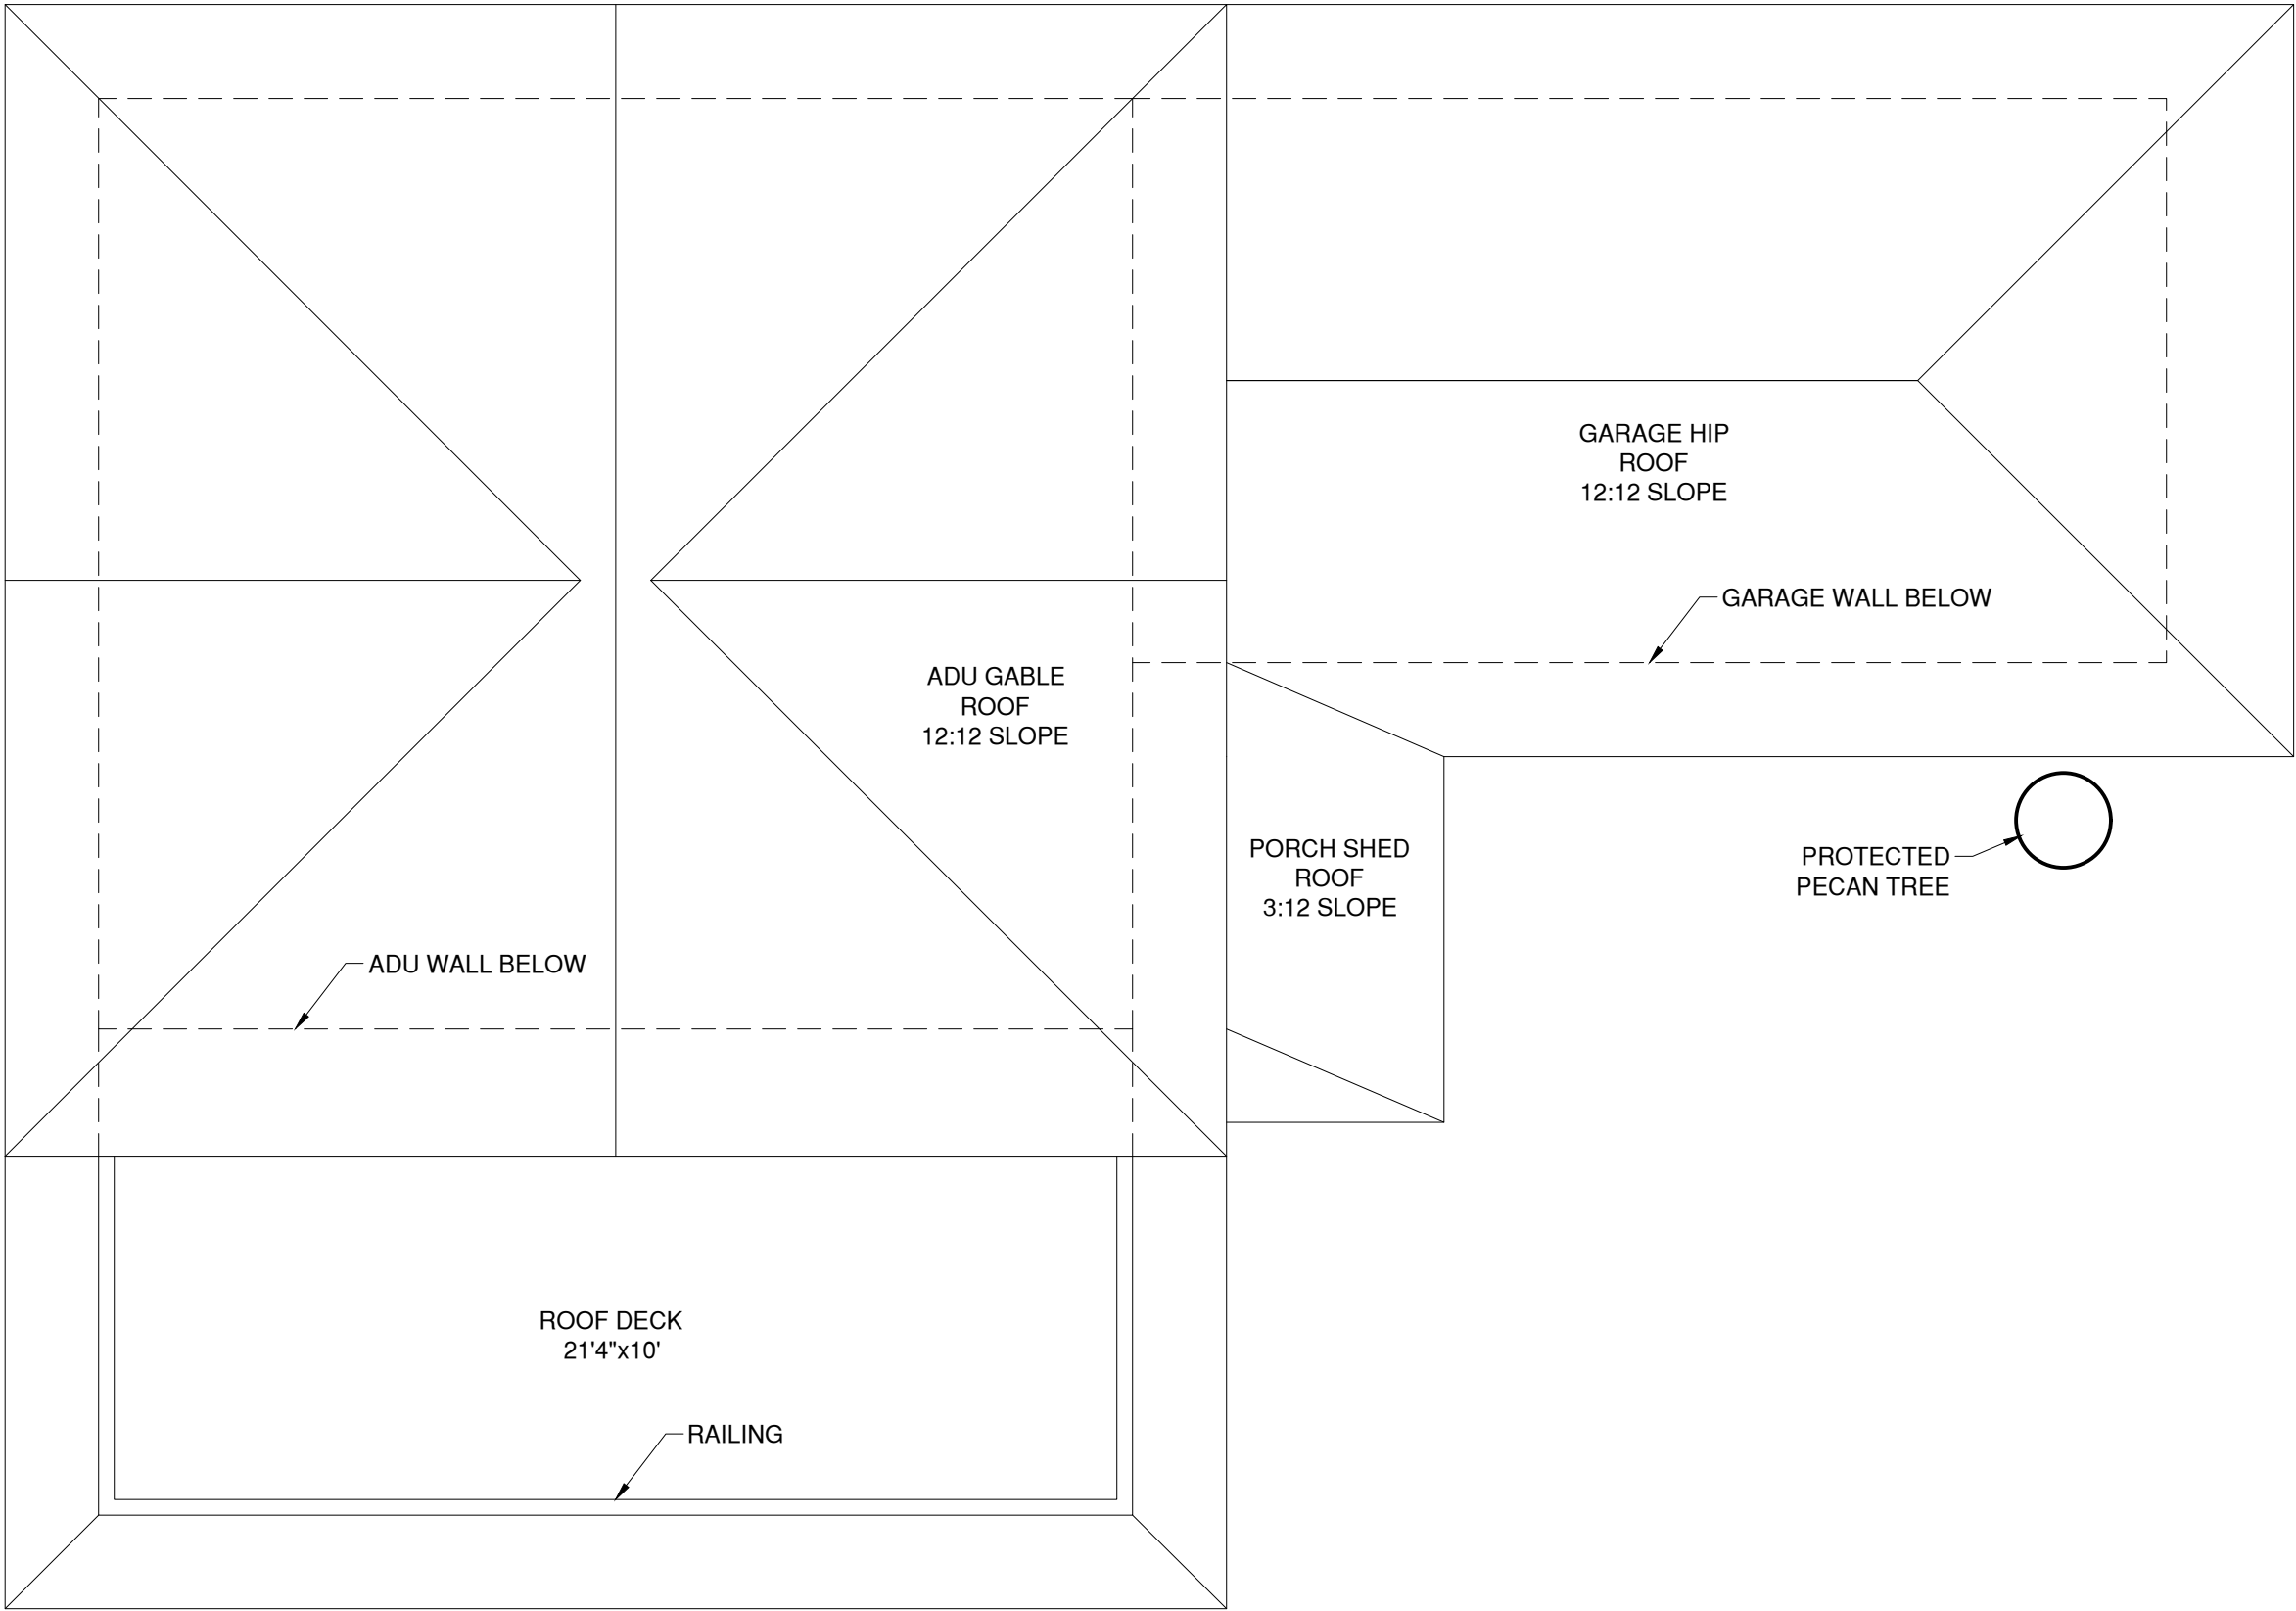 GARAGE HIP
ROOF
12:12 SLOPE
GARAGE WALL BELOW
ADU GABLE
ROOF
12:12 SLOPE
PORCH SHED
ROOF
3:12 SLOPE
PROTECTED
PECAN TREE
ADU WALL BELOW
ROOF DECK
21'4"x10'
RAILING